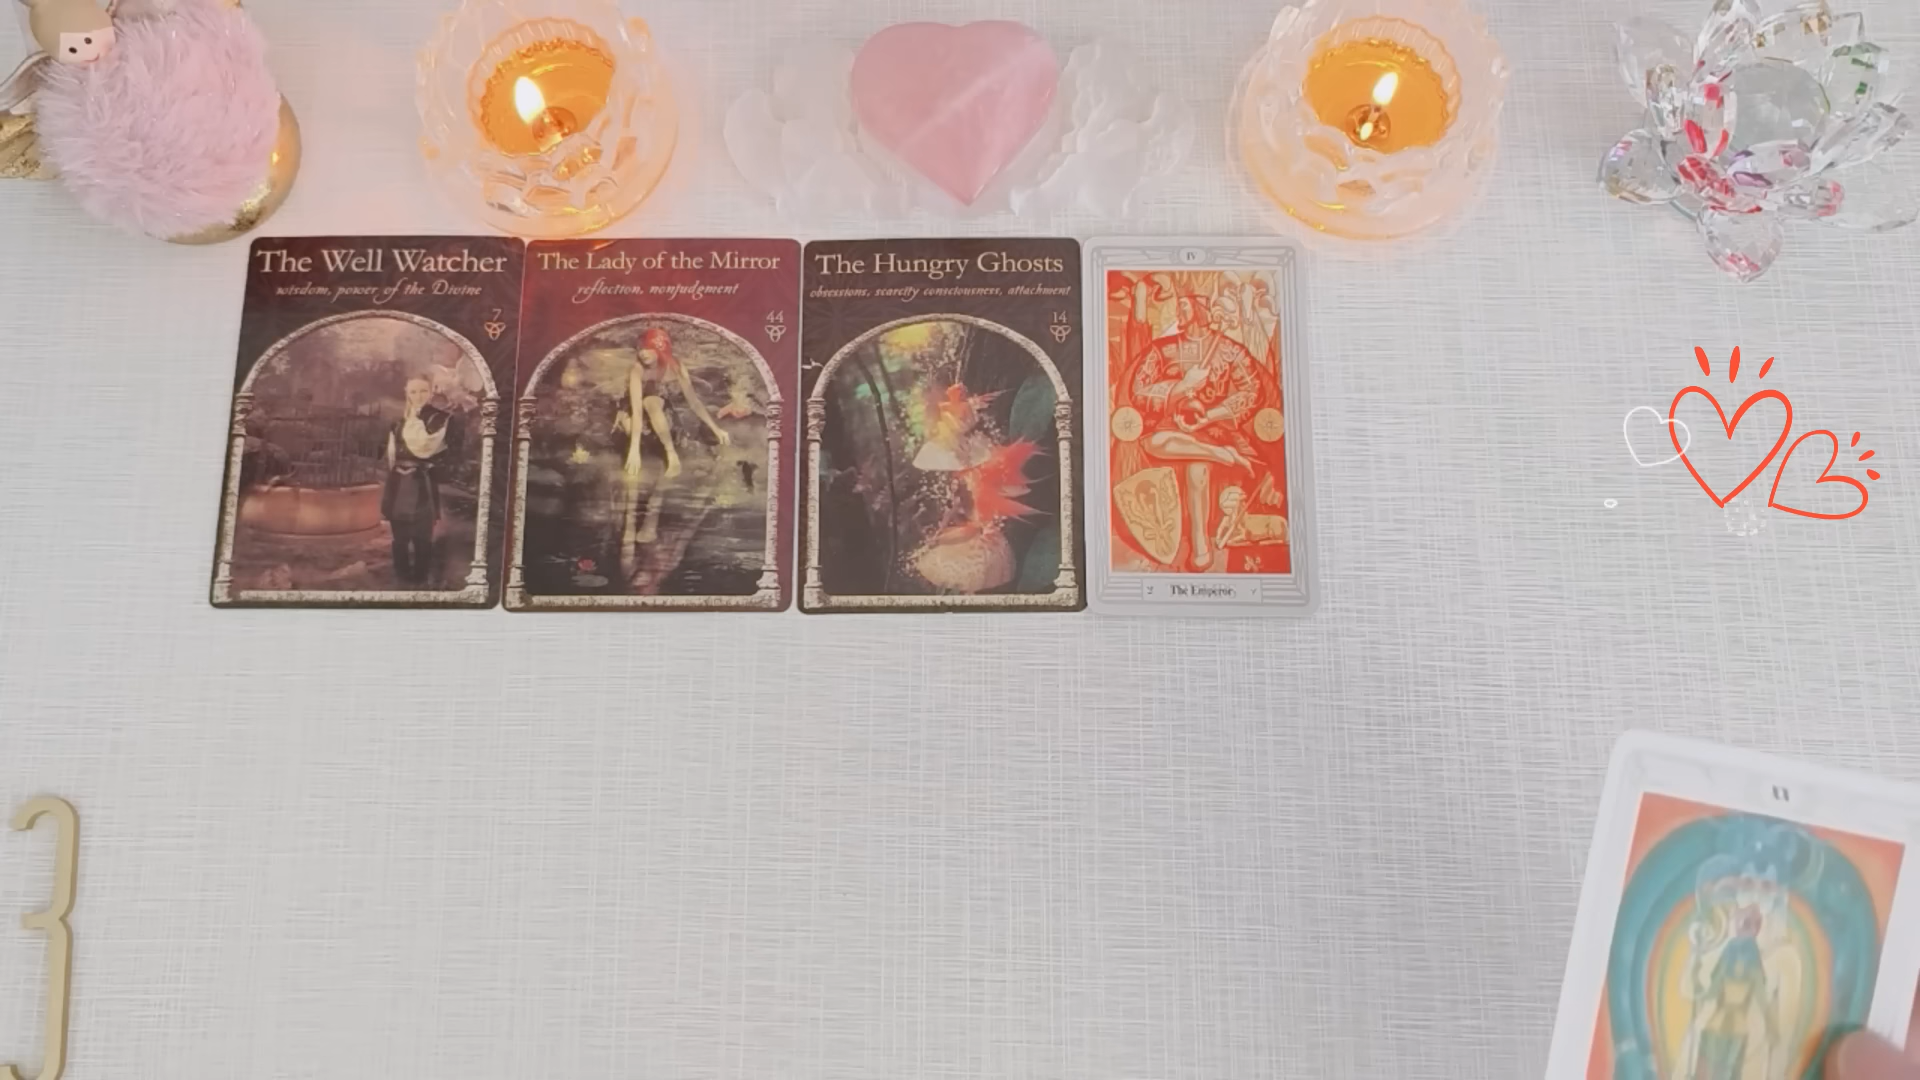 The Well Watcher
wisdom, power of the Divine
7
The Lady of the Mirror
reflection, nonjudgment
44
The Hungry Ghosts
obsessions, scarcity consciousness, attachment
14
IV
The Emperor
3